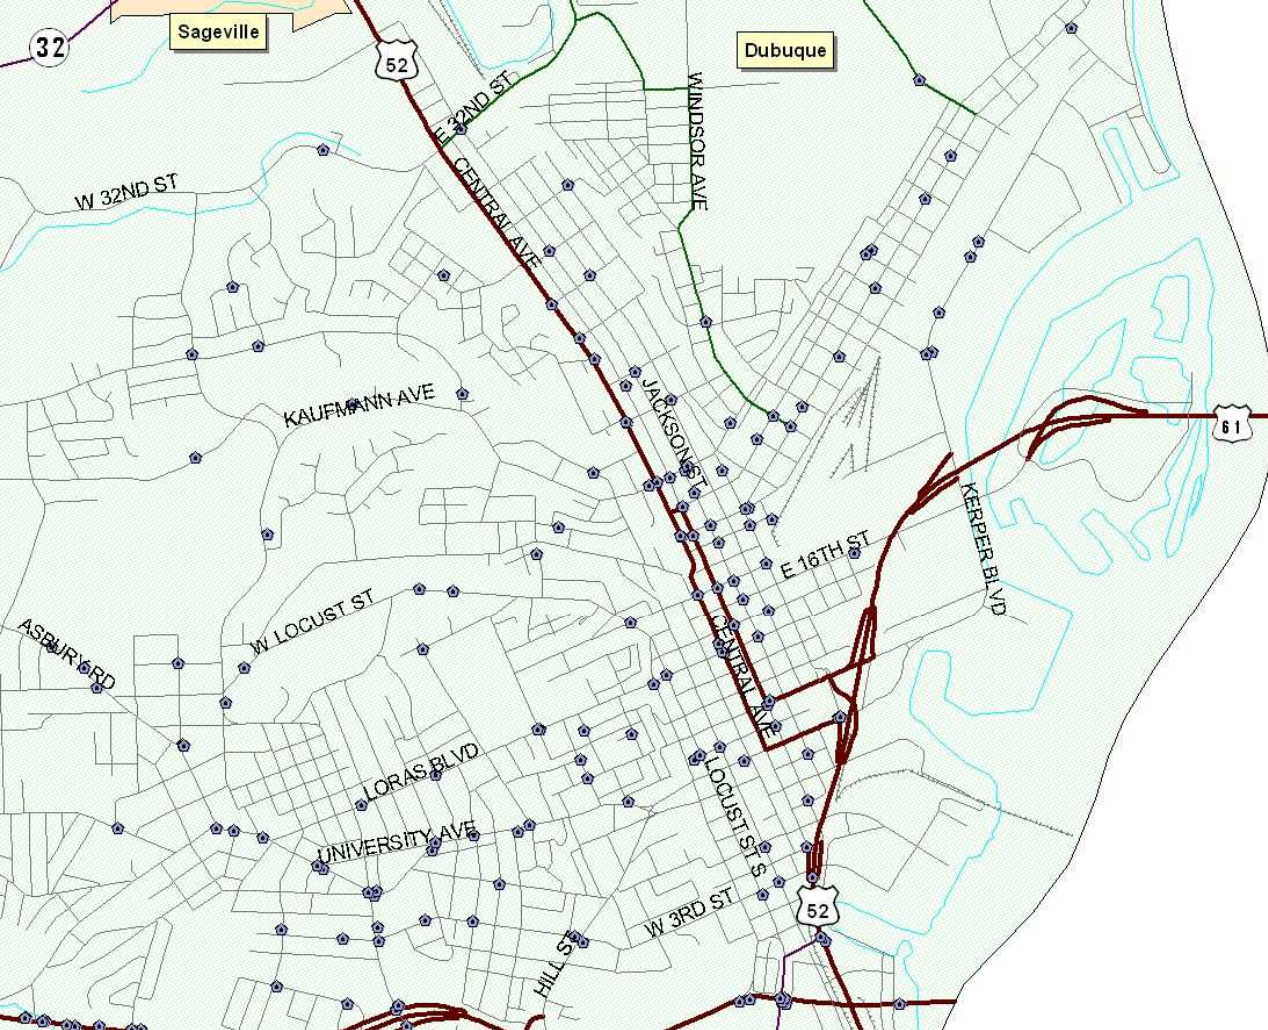 Sageville
32
52
Dubuque
E 32ND ST
WINDSOR AVE
CENTRAL AVE
W 32ND ST
KAUFMANN AVE
JACKSON ST
61
KERPER BLVD
E 16TH ST
W LOCUST ST
ASBURY RD
CENTRAL AVE
LORAS BLVD
LOCUST ST S
UNIVERSITY AVE
W 3RD ST
52
HILL ST